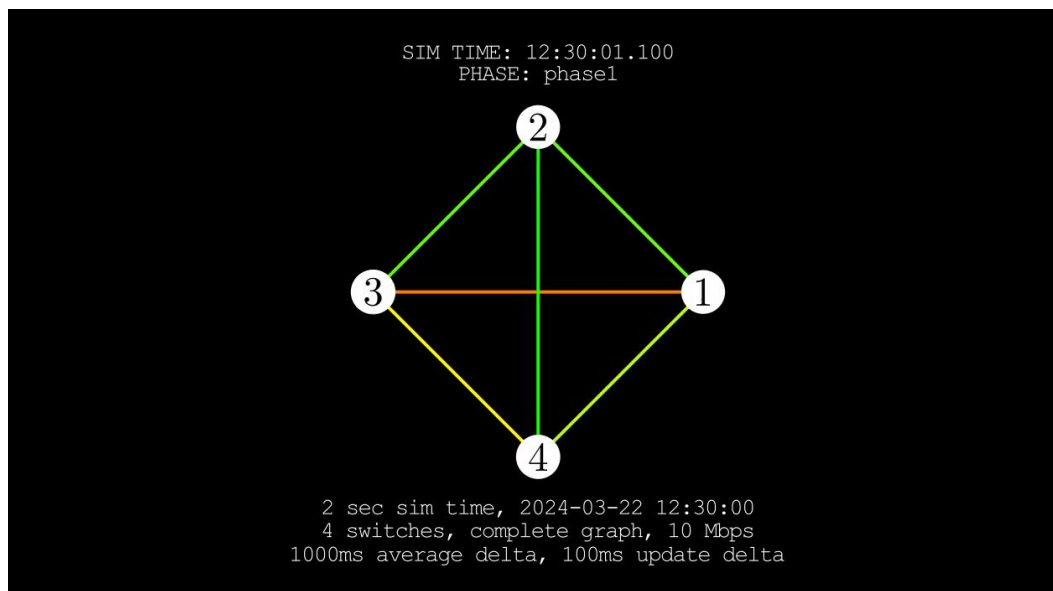 SIM TIME: 12:30:01.100
PHASE: phase1
2
3
1
4
2 sec sim time, 2024-03-22 12:30:00
4 switches, complete graph, 10 Mbps
1000ms average delta, 100ms update delta